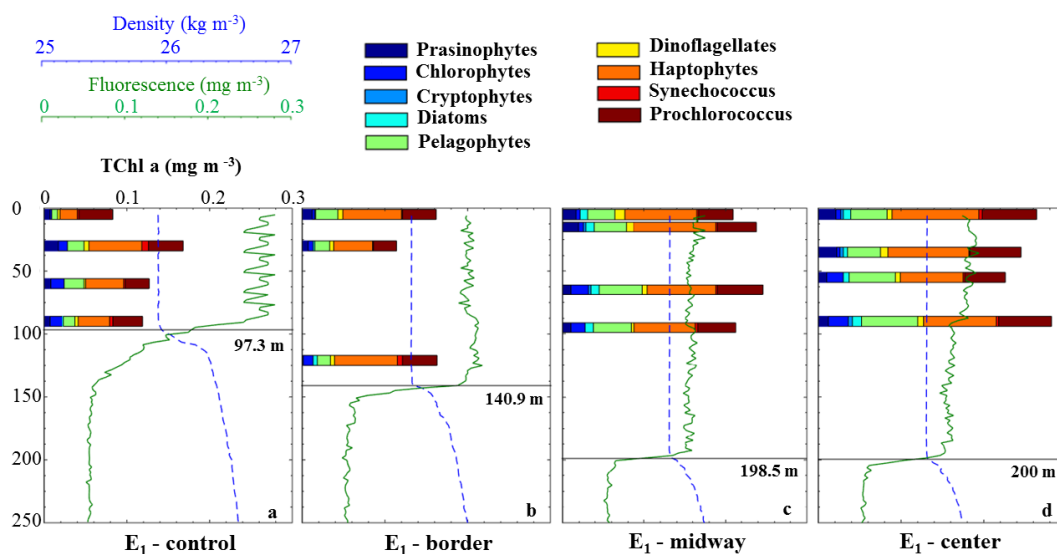 Density (kg m-3)
25 26 27
Fluorescence (mg m-3)
0 0.1 0.2 0.3
Prasinophytes
Chlorophytes
Cryptophytes
Diatoms
Pelagophytes
Dinoflagellates
Haptophytes
Synechococcus
Prochlorococcus
TChl a (mg m -3)
0 0.1 0.2 0.3
0
50
100
150
200
250
97.3 m
140.9 m
198.5 m
200 m
a
b
c
d
E1 - control
E1 - border
E1 - midway
E1 - center